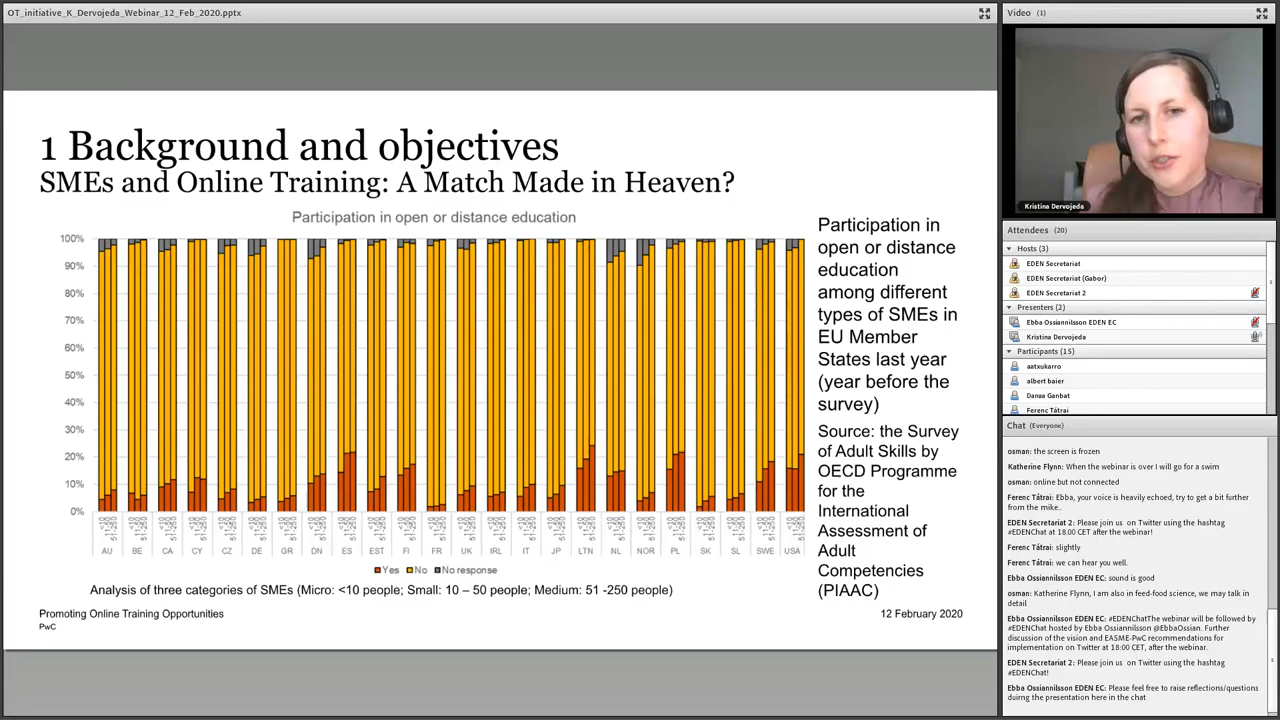 OT_initiative_K_Dervojeda_Webinar_12_Feb_2020.pptx
1 Background and objectives
SMEs and Online Training: A Match Made in Heaven?
Participation in open or distance education
100%
90%
80%
70%
60%
50%
40%
30%
20%
10%
0%
AU BE CA CY CZ DE GR DN ES EST FI FR UK IRL IT JP LTN NL NOR PL SK SL SWE USA
Yes No No response
Analysis of three categories of SMEs (Micro: <10 people; Small: 10 – 50 people; Medium: 51 -250 people)
Participation in
open or distance
education
among different
types of SMEs in
EU Member
States last year
(year before the
survey)
Source: the Survey
of Adult Skills by
OECD Programme
for the
International
Assessment of
Adult
Competencies
(PIAAC)
Promoting Online Training Opportunities
PwC
12 February 2020
Video (1)
Kristina Dervojeda
Attendees (20)
Hosts (3)
EDEN Secretariat
EDEN Secretariat (Gabor)
EDEN Secretariat 2
Presenters (2)
Ebba Ossiannilsson EDEN EC
Kristina Dervojeda
Participants (15)
aatxukarro
albert baier
Danaa Ganbat
Ferenc Tátrai
Chat (Everyone)
osman: the screen is frozen
Katherine Flynn: When the webinar is over I will go for a swim
osman: online but not connected
Ferenc Tátrai: Ebba, your voice is heavily echoed, try to get a bit further
from the mike..
EDEN Secretariat 2: Please join us on Twitter using the hashtag
#EDENChat at 18.00 CET after the webinar!
Ferenc Tátrai: slightly
Ferenc Tátrai: we can hear you well.
Ebba Ossiannilsson EDEN EC: sound is good
osman: Katherine Flynn, I am also in feed-food science, we may talk in
detail
Ebba Ossiannilsson EDEN EC: #EDENChatThe webinar will be followed by
#EDENChat hosted by Ebba Ossiannilsson @EbbaOssian. Further
discussion of the vision and EASME-PwC recommendations for
implementation on Twitter at 18:00 CET, after the webinar.
EDEN Secretariat 2: Please join us on Twitter using the hashtag
#EDENChat!
Ebba Ossiannilsson EDEN EC: Please feel free to raise reflections/questions
duirng the presentation here in the chat